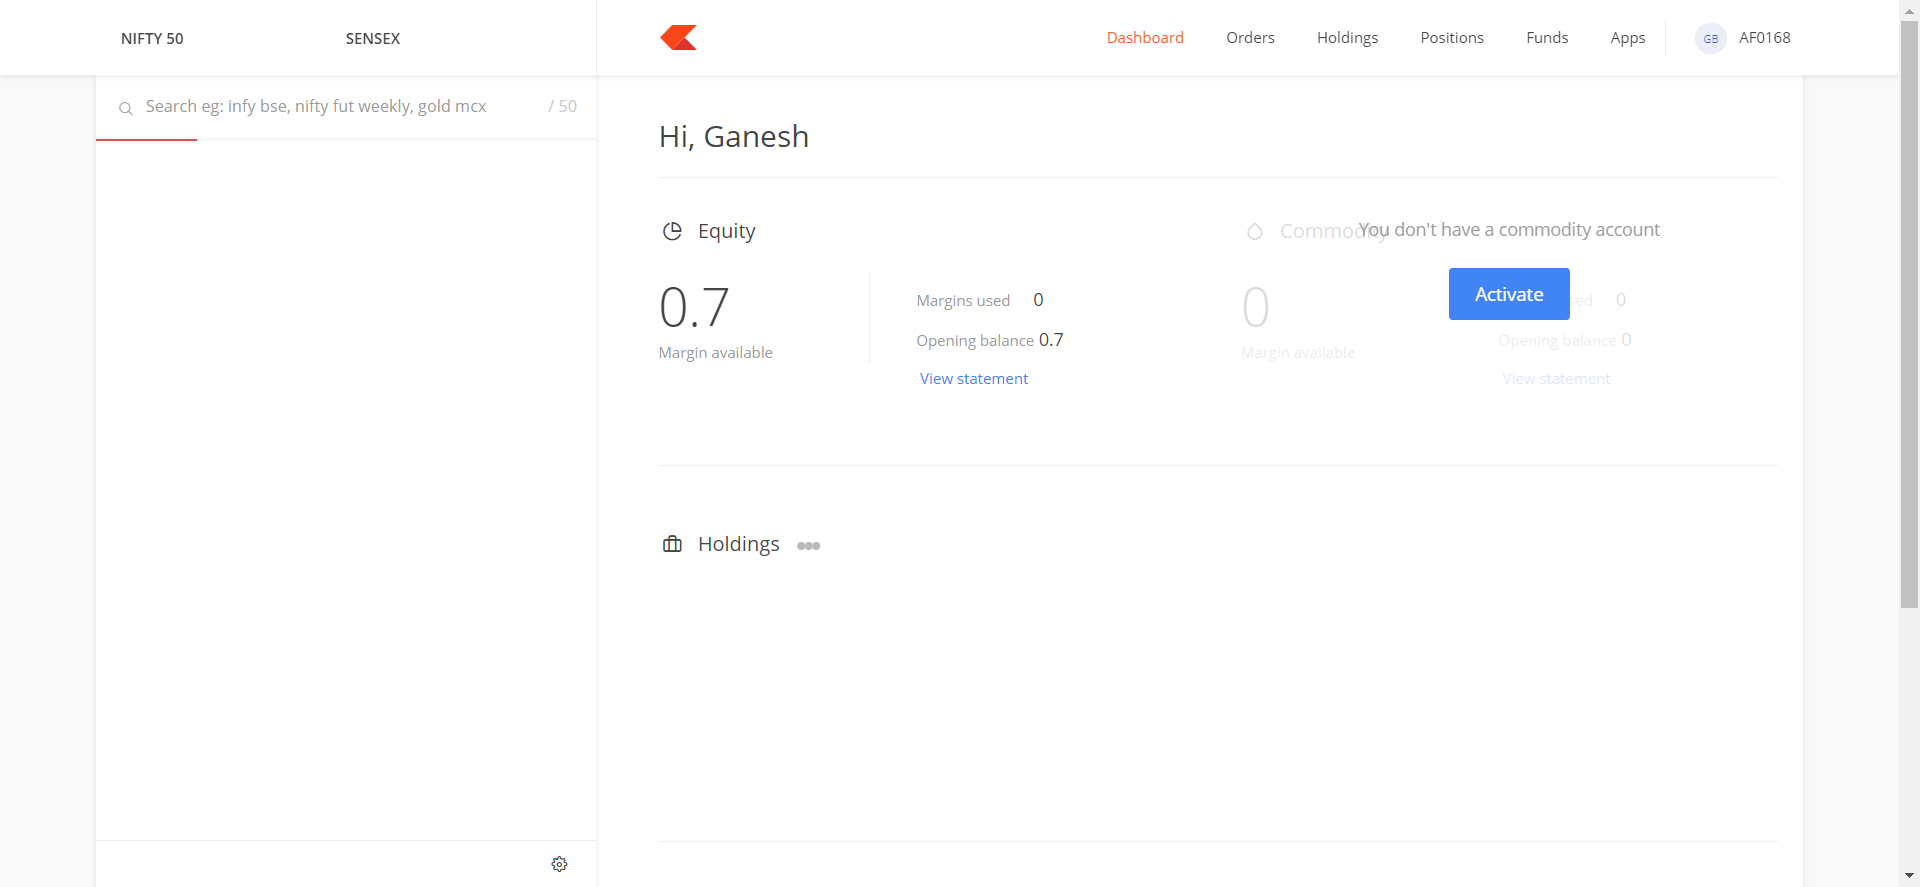 NIFTY 50 SENSEX
Dashboard Orders Holdings Positions Funds Apps GB AF0168
Search eg: infy bse, nifty fut weekly, gold mcx / 50
Hi, Ganesh
Equity
0.7
Margin available
Margins used 0
Opening balance 0.7
View statement
Commodity
You don't have a commodity account
Activate
0
Margin available
sed 0
Opening balance 0
View statement
Holdings